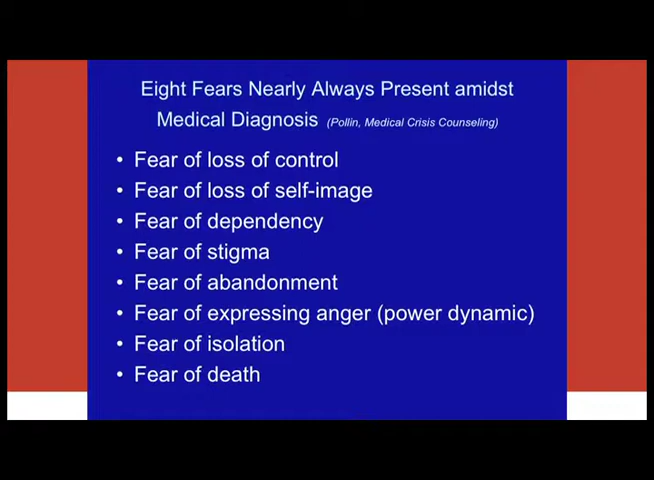 Eight Fears Nearly Always Present amidst
Medical Diagnosis (Pollin, Medical Crisis Counseling)
• Fear of loss of control
• Fear of loss of self-image
• Fear of dependency
• Fear of stigma
• Fear of abandonment
• Fear of expressing anger (power dynamic)
• Fear of isolation
• Fear of death